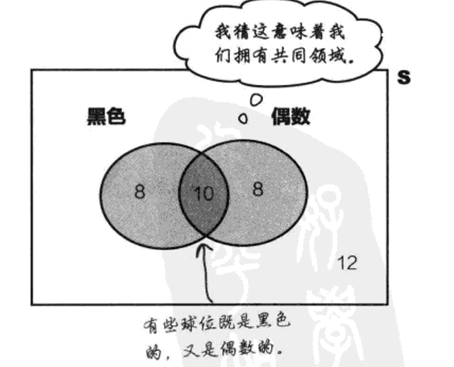 我猜这意味着我
们拥有共同领域。
S
黑色
偶数
8
10
8
12
有些球位既是黑色
的，又是偶数的。